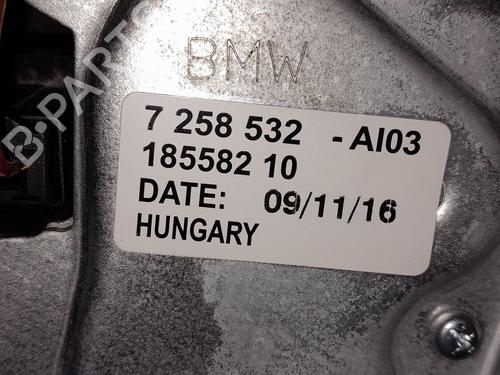 BMW
7 258 532 - AI03
185582 10
DATE: 09/11/16
HUNGARY
B-PARTS